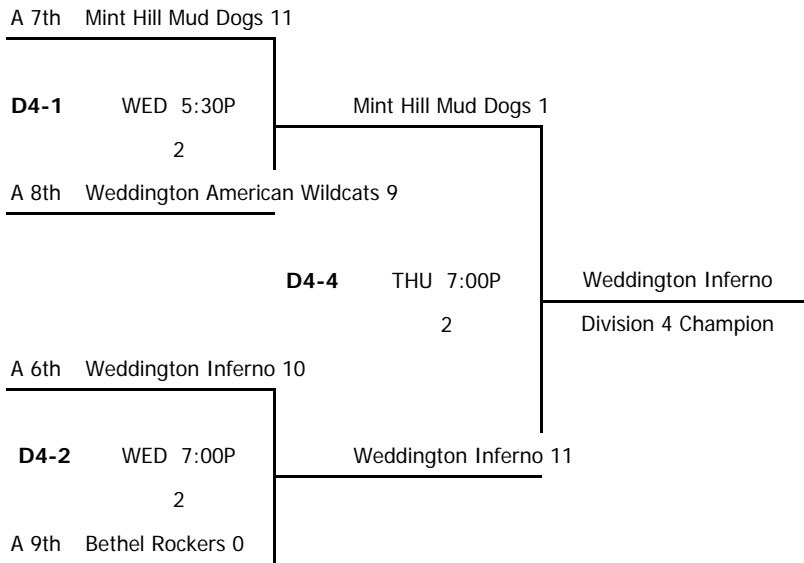 A 7th Mint Hill Mud Dogs 11
D4-1 WED 5:30P Mint Hill Mud Dogs 1
2
A 8th Weddington American Wildcats 9
D4-4 THU 7:00P Weddington Inferno
2 Division 4 Champion
A 6th Weddington Inferno 10
D4-2 WED 7:00P Weddington Inferno 11
2
A 9th Bethel Rockers 0